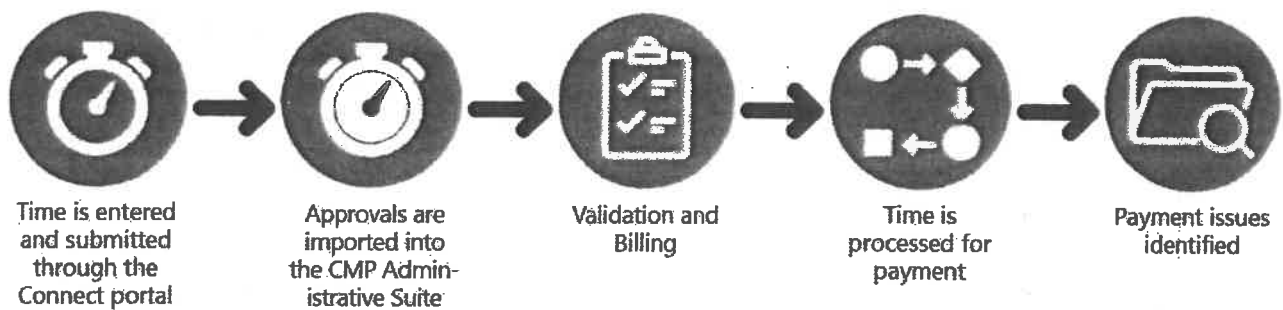 Time is entered
and submitted
through the
Connect portal
Approvals are
imported into
the CMP Admin-
istrative Suite
Validation and
Billing
Time is
processed for
payment
Payment issues
identified